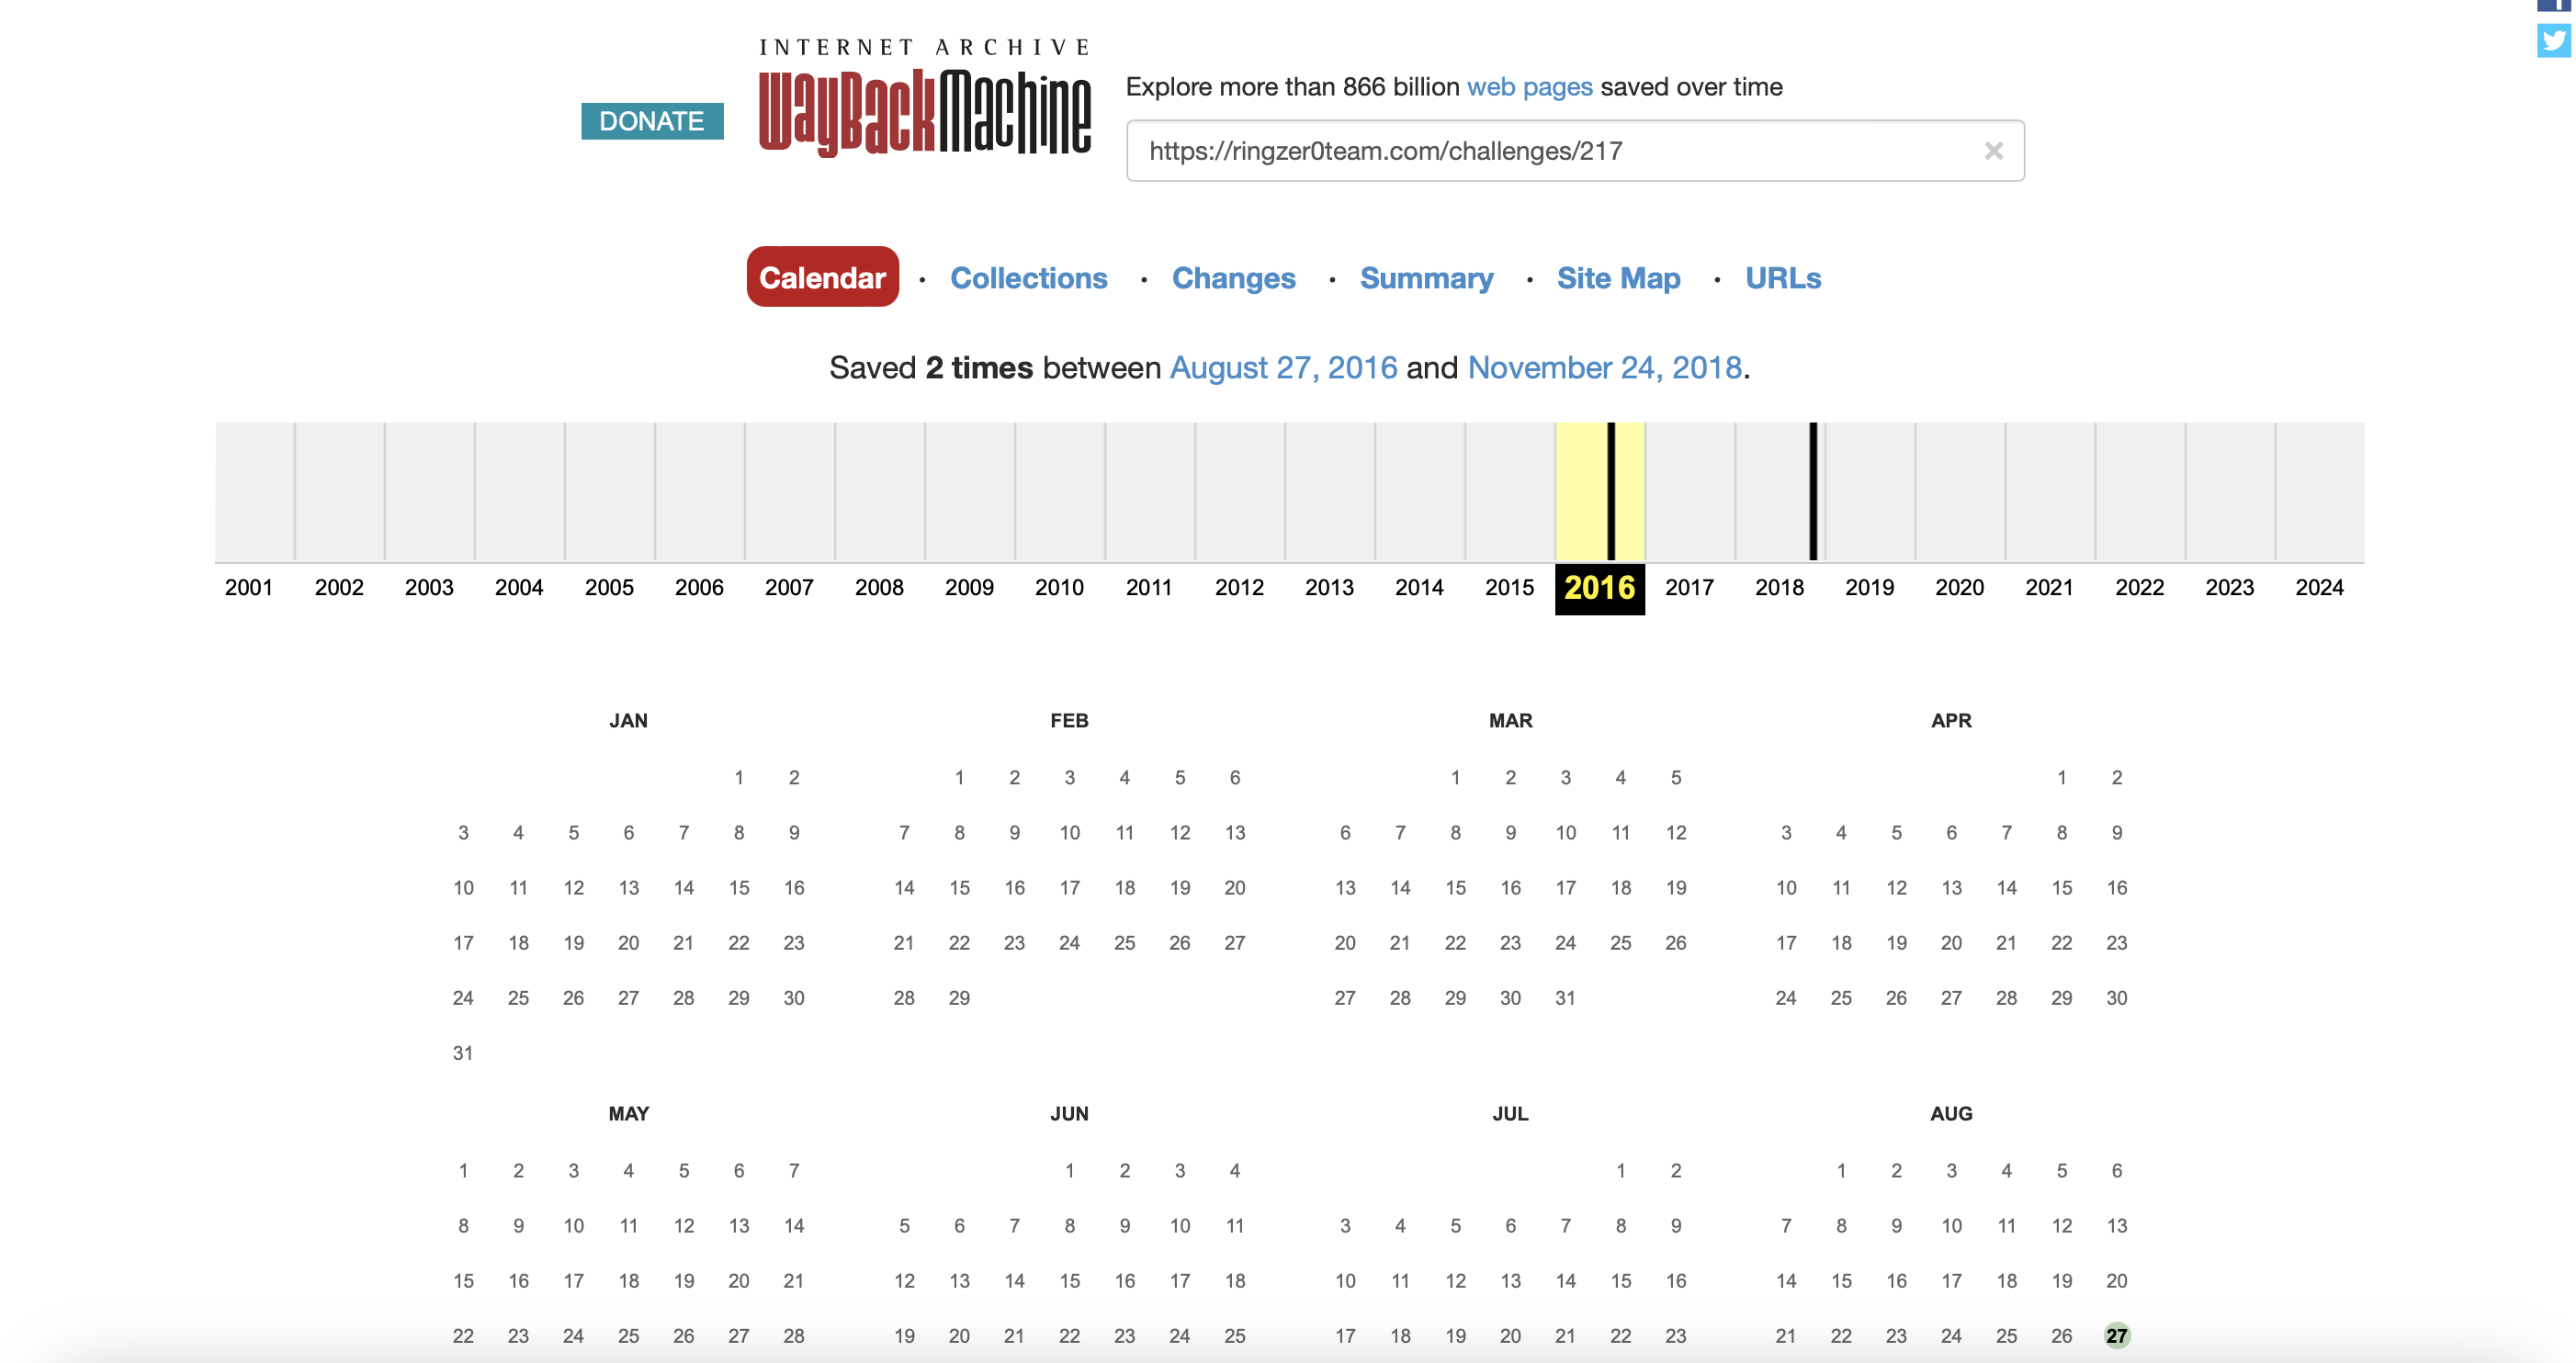 INTERNET ARCHIVE
WayBackMachine
DONATE
Explore more than 866 billion web pages saved over time
https://ringzer0team.com/challenges/217 ×
Calendar · Collections · Changes · Summary · Site Map · URLs
Saved 2 times between August 27, 2016 and November 24, 2018.
2001 2002 2003 2004 2005 2006 2007 2008 2009 2010 2011 2012 2013 2014 2015 2016 2017 2018 2019 2020 2021 2022 2023 2024
JAN
1 2
3 4 5 6 7 8 9
10 11 12 13 14 15 16
17 18 19 20 21 22 23
24 25 26 27 28 29 30
31
FEB
1 2 3 4 5 6
7 8 9 10 11 12 13
14 15 16 17 18 19 20
21 22 23 24 25 26 27
28 29
MAR
1 2 3 4 5
6 7 8 9 10 11 12
13 14 15 16 17 18 19
20 21 22 23 24 25 26
27 28 29 30 31
APR
1 2
3 4 5 6 7 8 9
10 11 12 13 14 15 16
17 18 19 20 21 22 23
24 25 26 27 28 29 30
MAY
1 2 3 4 5 6 7
8 9 10 11 12 13 14
15 16 17 18 19 20 21
22 23 24 25 26 27 28
JUN
1 2 3 4
5 6 7 8 9 10 11
12 13 14 15 16 17 18
19 20 21 22 23 24 25
JUL
1 2
3 4 5 6 7 8 9
10 11 12 13 14 15 16
17 18 19 20 21 22 23
AUG
1 2 3 4 5 6
7 8 9 10 11 12 13
14 15 16 17 18 19 20
21 22 23 24 25 26 27